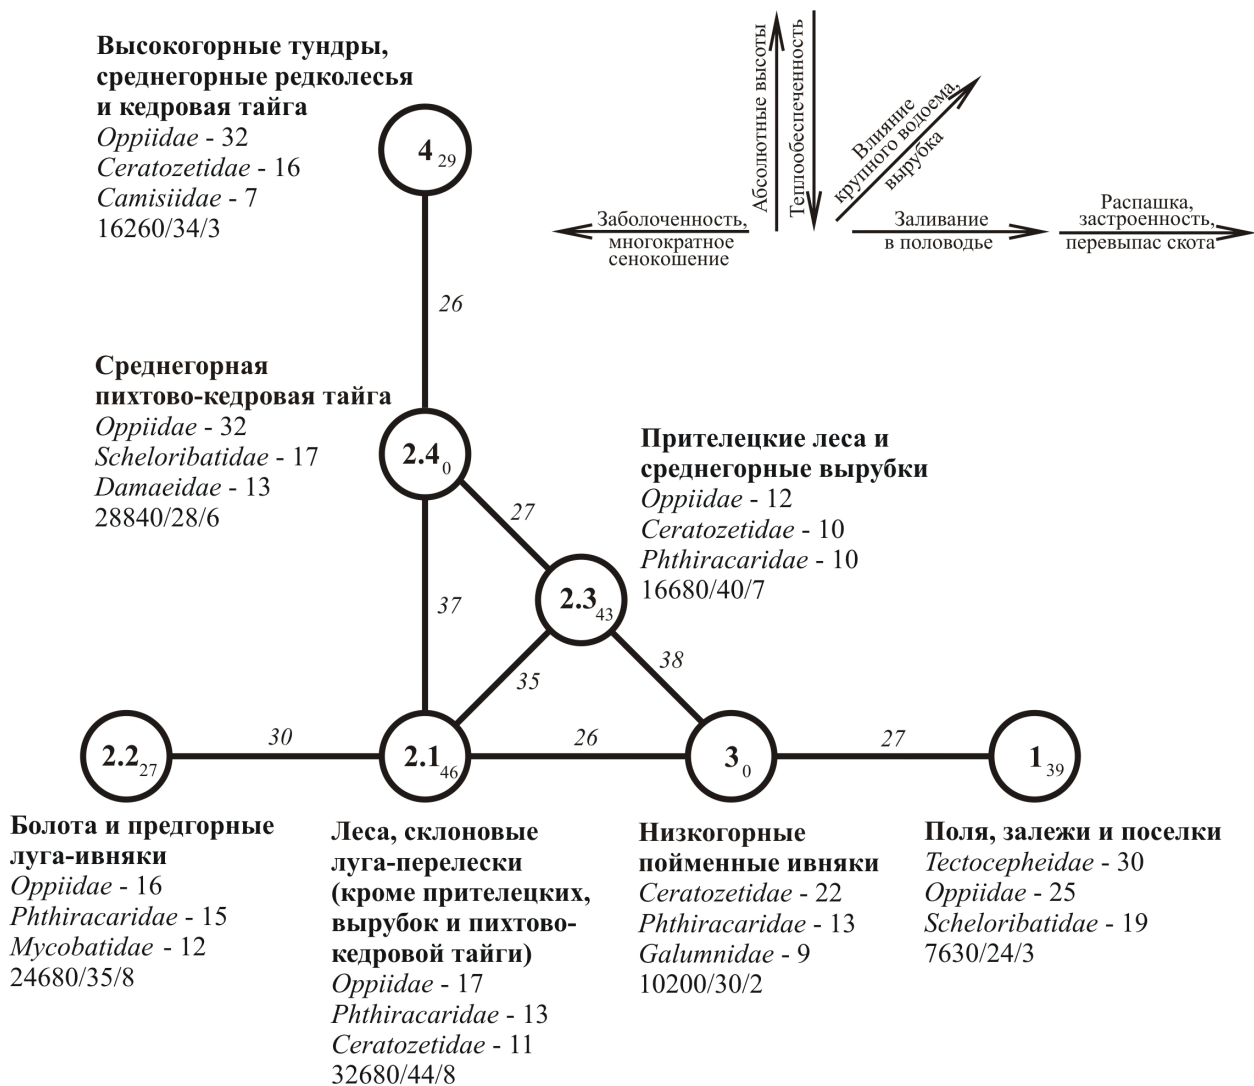 Высокогорные тундры,
среднегорные редколесья
и кедровая тайга
Oppiidae - 32
Ceratozetidae - 16
Camisiidae - 7
16260/34/3
4 29
Абсолютные высоты
Теплообеспеченность
Влияние
крупного водоема,
вырубка
Заболоченность,
многократное
сенокошение
Заливание
в половодье
Распашка,
застроенность,
перевыпас скота
26
Среднегорная
пихтово-кедровая тайга
Oppiidae - 32
Scheloribatidae - 17
Damaeidae - 13
28840/28/6
2.4 0
27
Прителецкие леса и
среднегорные вырубки
Oppiidae - 12
Ceratozetidae - 10
Phthiracaridae - 10
16680/40/7
2.3 43
37
35
38
2.2 27
30
2.1 46
26
3 0
27
1 39
Болота и предгорные
луга-ивняки
Oppiidae - 16
Phthiracaridae - 15
Mycobatidae - 12
24680/35/8
Леса, склоновые
луга-перелески
(кроме прителецких,
вырубок и пихтово-
кедровой тайги)
Oppiidae - 17
Phthiracaridae - 13
Ceratozetidae - 11
32680/44/8
Низкогорные
пойменные ивняки
Ceratozetidae - 22
Phthiracaridae - 13
Galumnidae - 9
10200/30/2
Поля, залежи и поселки
Tectocepheidae - 30
Oppiidae - 25
Scheloribatidae - 19
7630/24/3